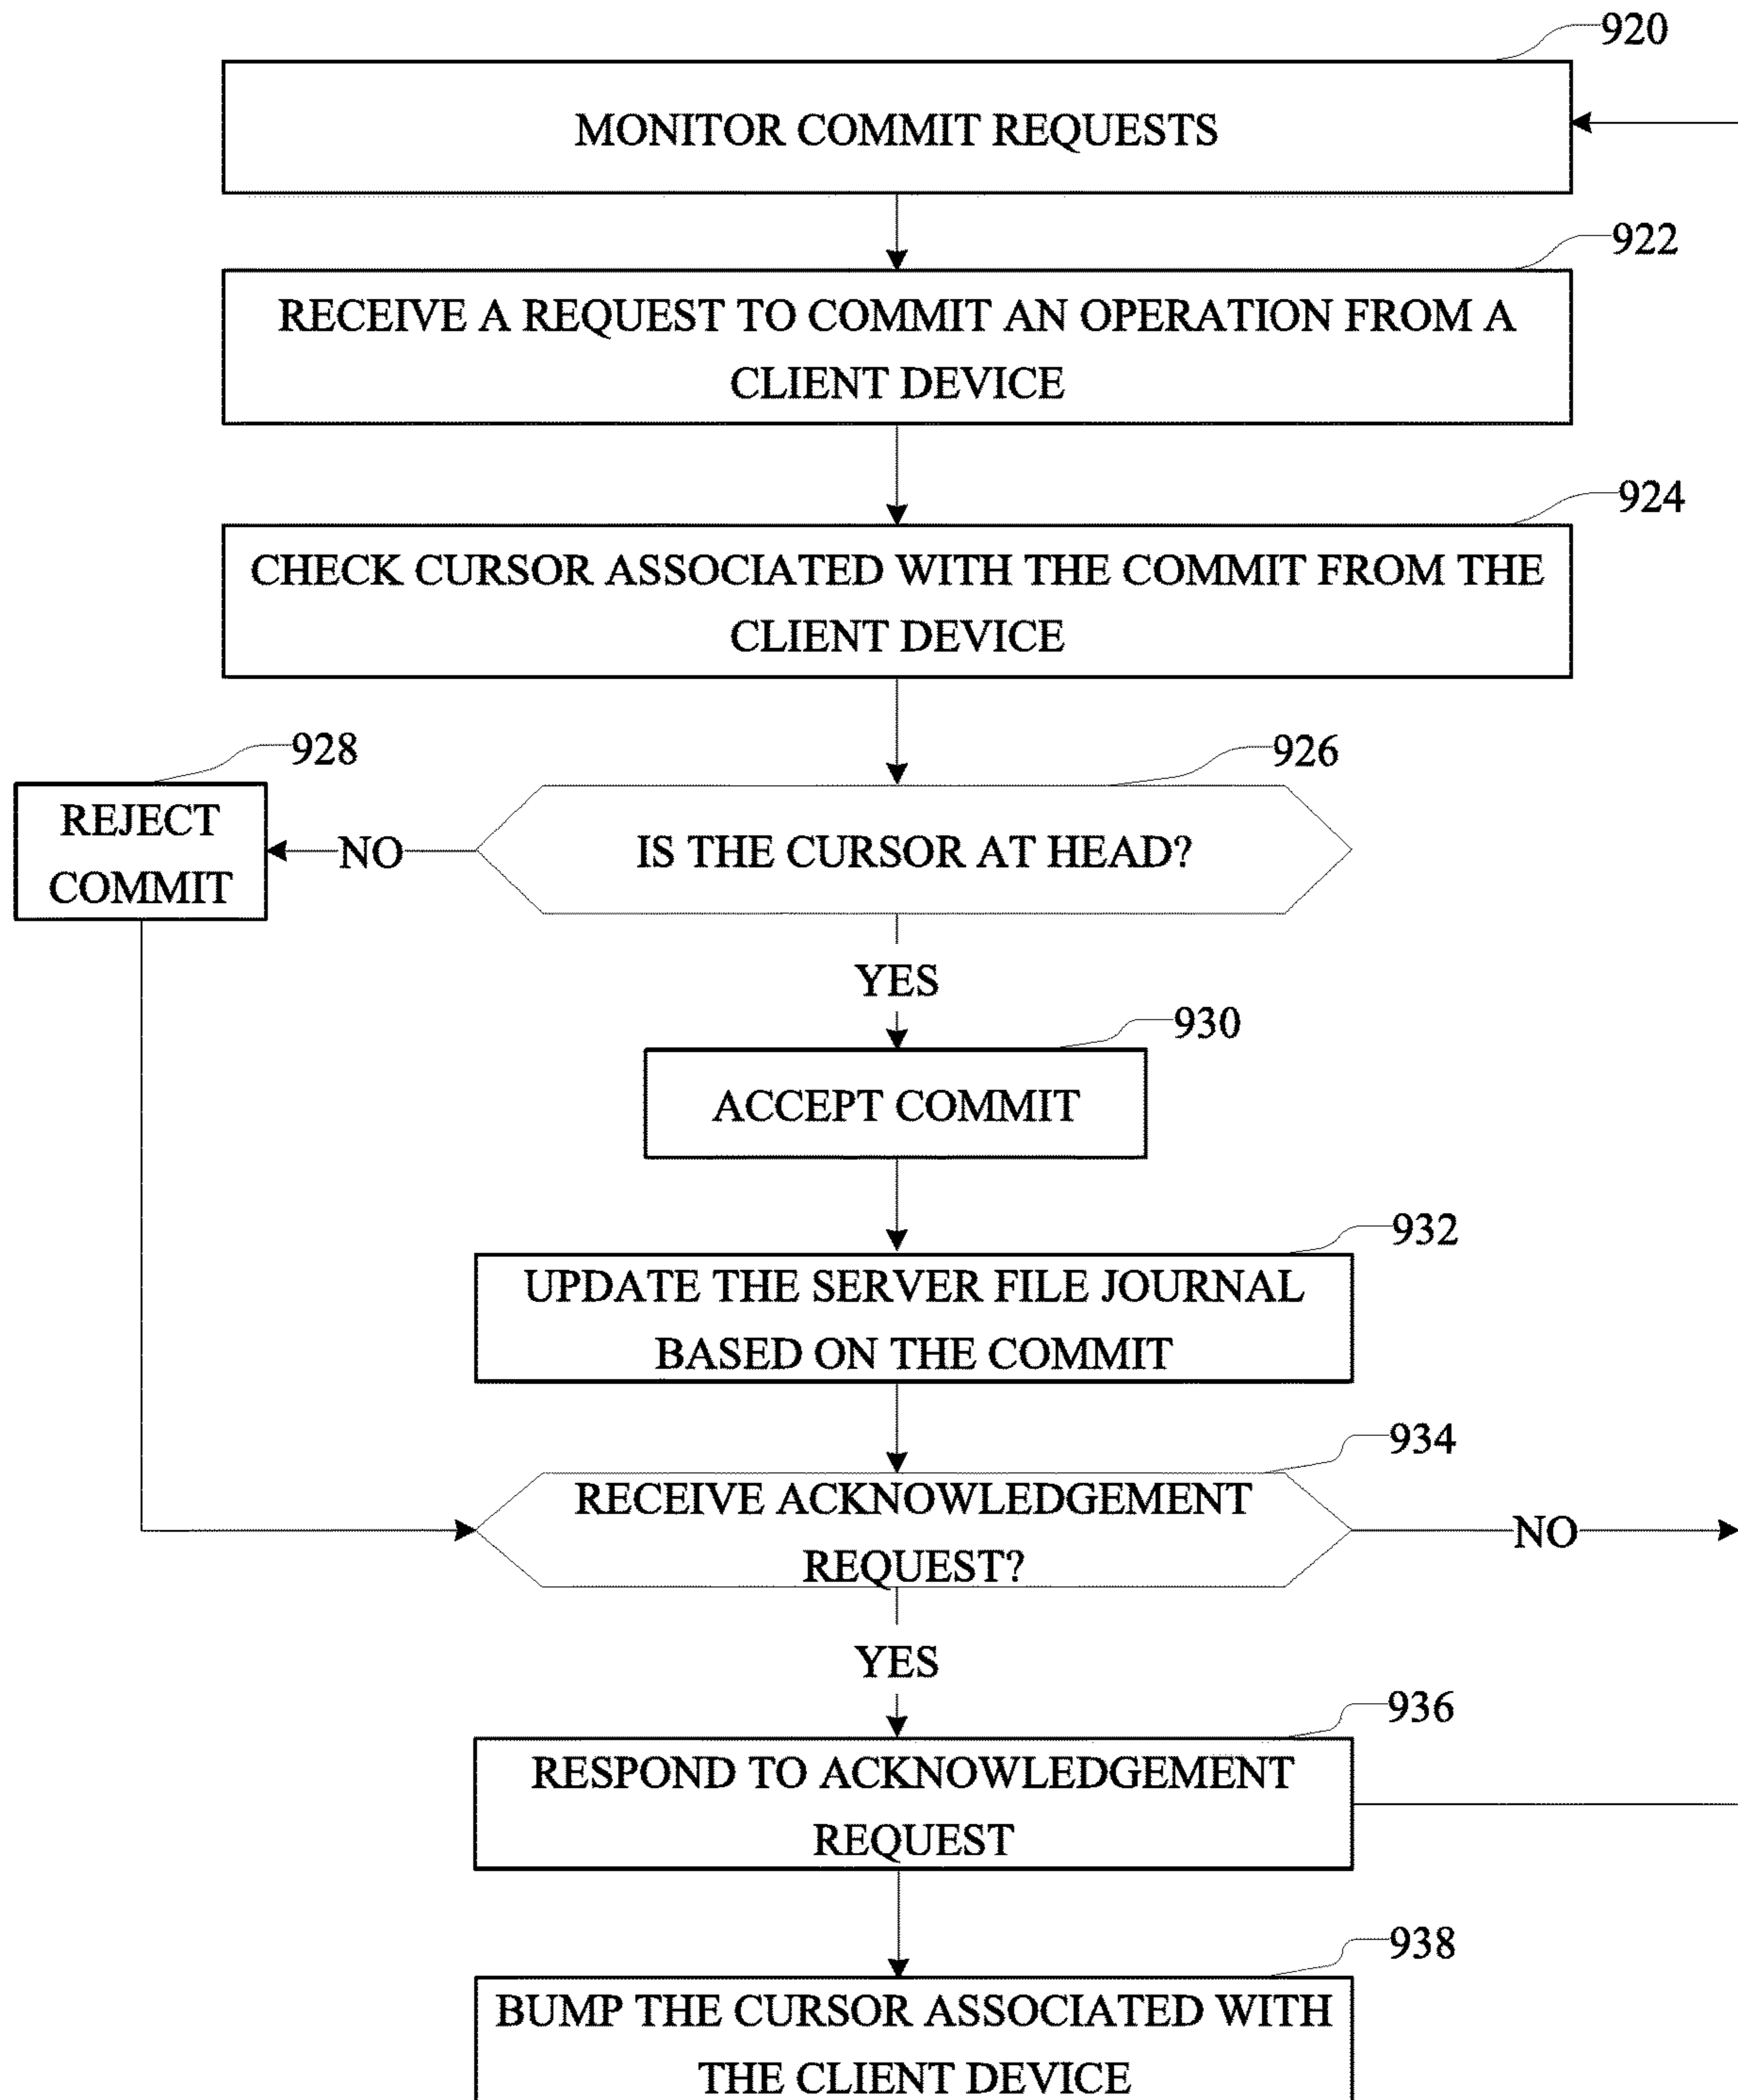 920
MONITOR COMMIT REQUESTS
922
RECEIVE A REQUEST TO COMMIT AN OPERATION FROM A
CLIENT DEVICE
924
CHECK CURSOR ASSOCIATED WITH THE COMMIT FROM THE
CLIENT DEVICE
928
926
REJECT
COMMIT
NO
IS THE CURSOR AT HEAD?
YES
930
ACCEPT COMMIT
932
UPDATE THE SERVER FILE JOURNAL
BASED ON THE COMMIT
934
RECEIVE ACKNOWLEDGEMENT
REQUEST?
NO
YES
936
RESPOND TO ACKNOWLEDGEMENT
REQUEST
938
BUMP THE CURSOR ASSOCIATED WITH
THE CLIENT DEVICE